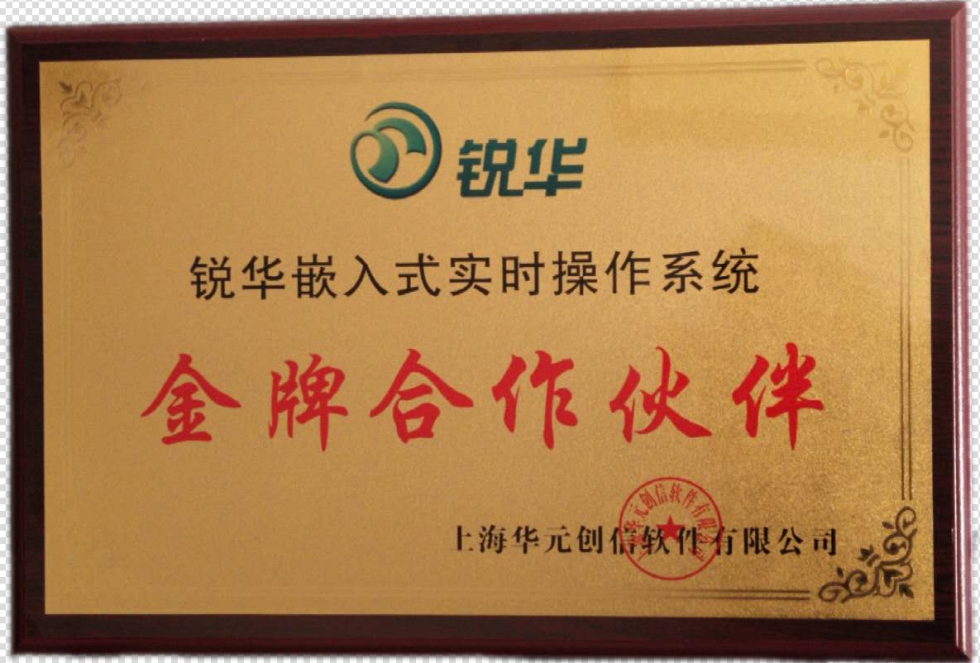 锐华
锐华嵌入式实时操作系统
金牌合作伙伴
上海华元创信软件有限公司